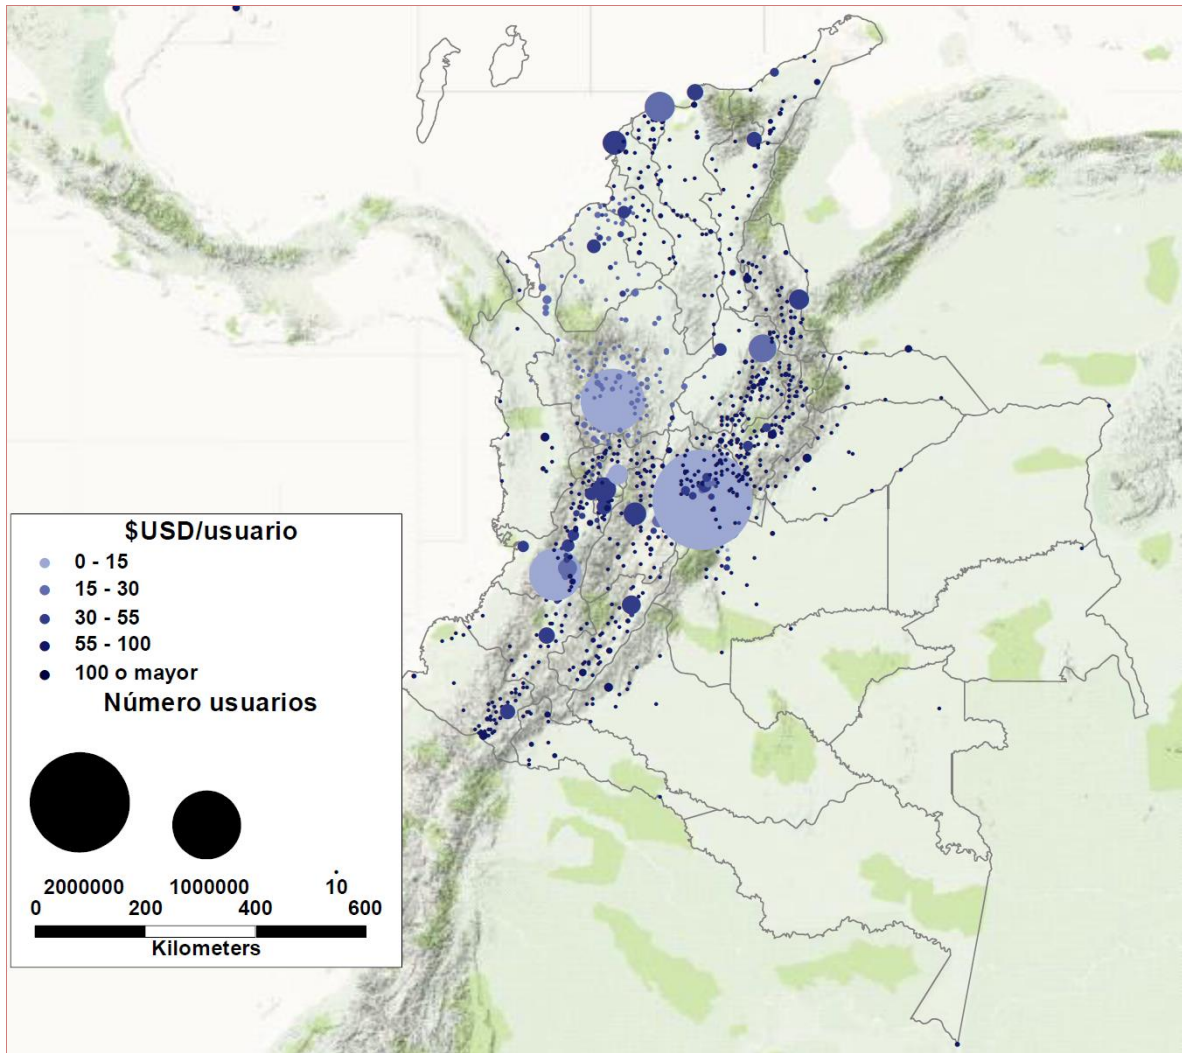 $USD/usuario
0 - 15
15 - 30
30 - 55
55 - 100
100 o mayor
Número usuarios
2000000 1000000 10
0 200 400 600
Kilometers